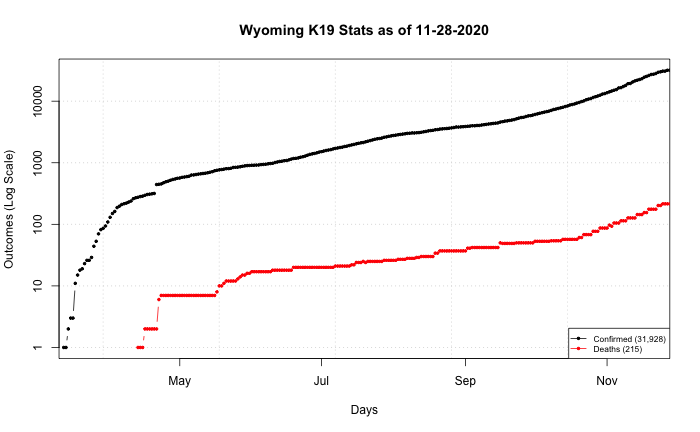 Wyoming K19 Stats as of 11-28-2020
Outcomes (Log Scale)
10000
1000
100
10
1
Confirmed (31,928)
Deaths (215)
May
Jul
Sep
Nov
Days